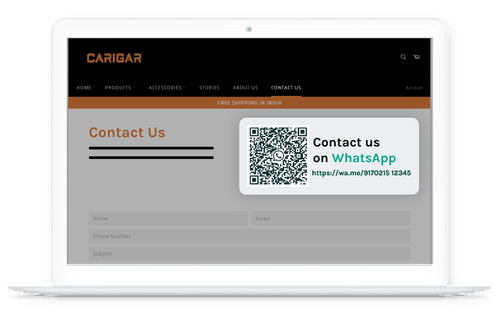 CARIGAR
HOME PRODUCTS ACCESSORIES STORIES ABOUT US CONTACT US Account
FREE SHIPPING IN INDIA
Contact Us
Contact us
on WhatsApp
https://wa.me/9170215 12345
Name Email
Phone Number
Subject